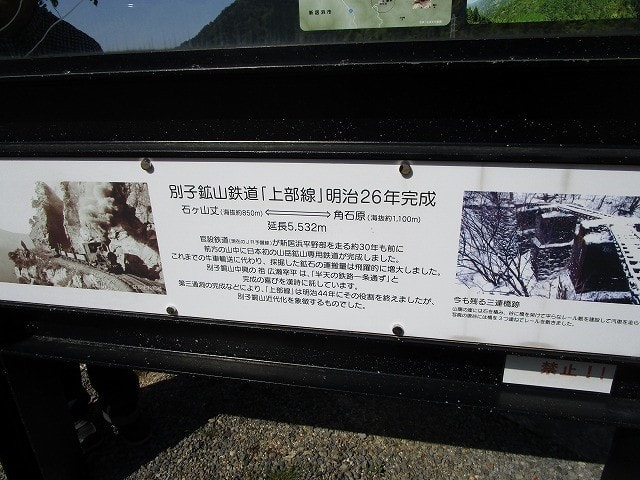 新居浜市
別子鉱山鉄道「上部線」明治26年完成
石ヶ山丈 (海抜約850m) ⟺ 角石原 (海抜約1,100m)
延長5,532m
官設鉄道(現在のJR予讃線)が新居浜平野部を走る約30年も前に
前方の山中に日本初の山岳鉱山専用鉄道が完成しました。
これまでの牛車輸送に代わり、採掘した鉱石の運搬量は飛躍的に増大しました。
別子銅山中興の祖 広瀬宰平 は、「半天の鉄路一条通ず」と
完成の喜びを漢詩に託しています。
第三通洞の完成などにより、「上部線」は明治44年にその役割を終えましたが、
別子銅山近代化を象徴するものでした。
今も残る三連橋跡
禁止!!